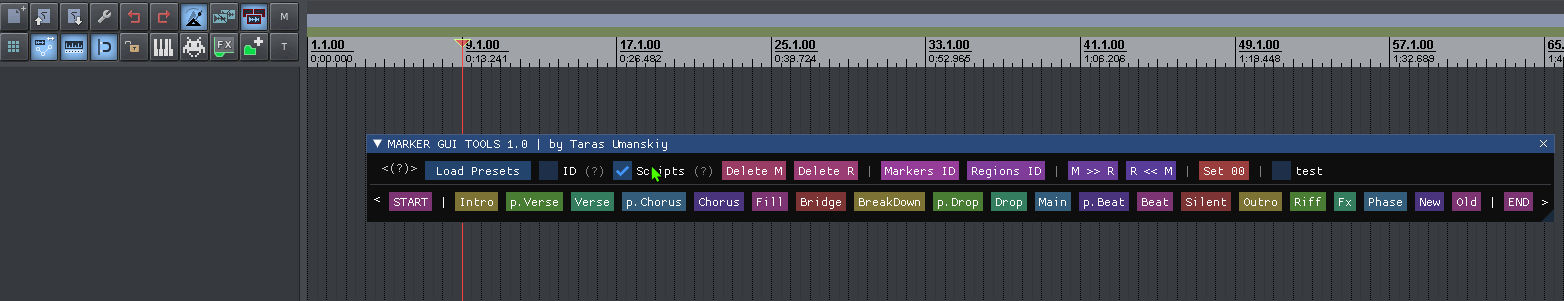 M
FX T
1.1.00 9.1.00 17.1.00 25.1.00 33.1.00 41.1.00 49.1.00 57.1.00 65.
0:00.000 0:13.241 0:26.482 0:39.724 0:52.965 1:06.206 1:19.448 1:32.689 1:4
MARKER GUI TOOLS 1.0 | by Taras Umanskiy
<(?)> Load Presets ID (?) Scripts (?) Delete M Delete R | Markers ID Regions ID | M >> R R << M | Set 00 | test
< START | Intro p.Verse Verse p.Chorus Chorus Fill Bridge BreakDown p.Drop Drop Main p.Beat Beat Silent Outro Riff Fx Phase New Old | END >